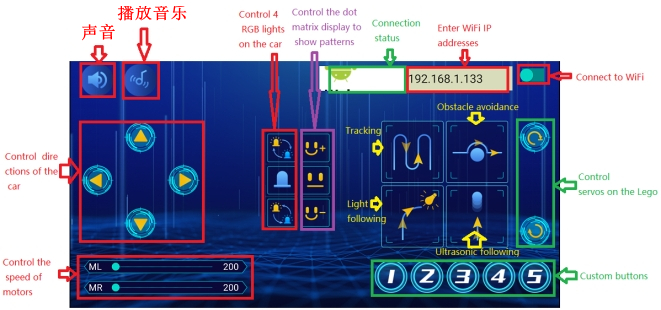 声音
播放音乐
Control 4
RGB lights
on the car
Control the dot
matrix display to
show patterns
Connection
status
Enter WiFi IP
addresses
192.168.1.133
Connect to WiFi
Obstacle avoidance
Tracking
Control dire
ctions of the
car
Control
servos on the Lego
Light
following
Ultrasonic following
Control the
speed of
motors
ML
200
MR
200
1
2
3
4
5
Custom buttons